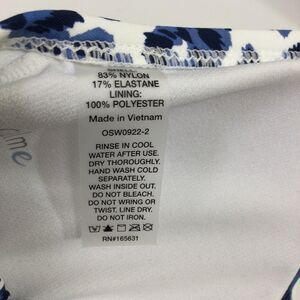 SHELL:
83% NYLON
17% ELASTANE
LINING:
100% POLYESTER
Made in Vietnam
OSW0922-2
RINSE IN COOL
WATER AFTER USE.
DRY THOROUGHLY.
HAND WASH COLD
SEPARATELY.
WASH INSIDE OUT.
DO NOT BLEACH.
DO NOT WRING OR
TWIST, LINE DRY.
DO NOT IRON.
RN#165631